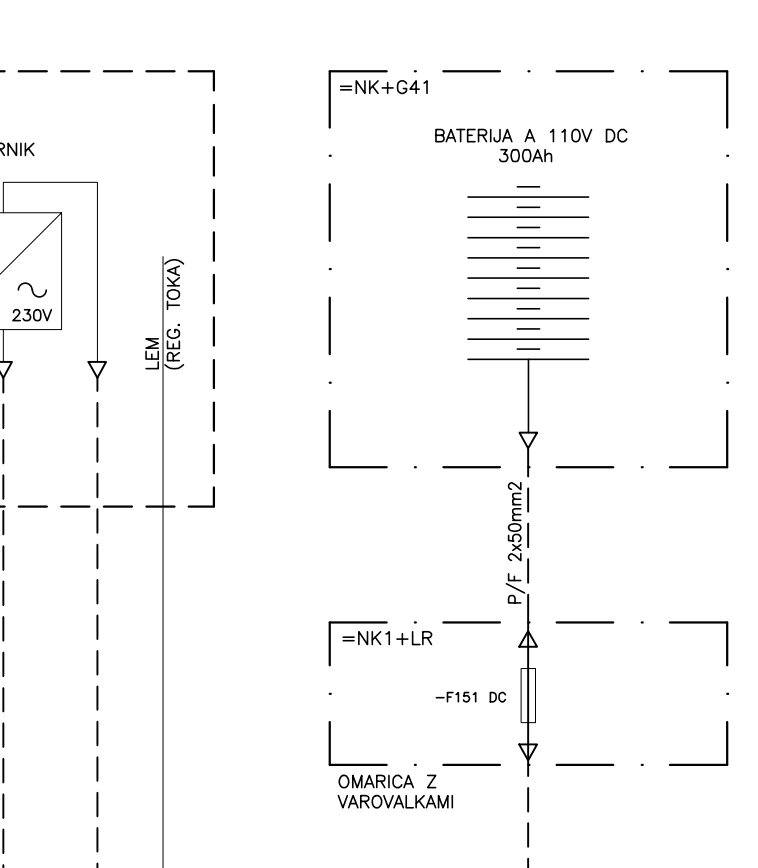 =NK+G41
BATERIJA A 110V DC
300Ah
RNIK
230V
LEM
(REG. TOKA)
P/F 2x50mm2
=NK1+LR
-F151 DC
OMARICA Z
VAROVALKAMI